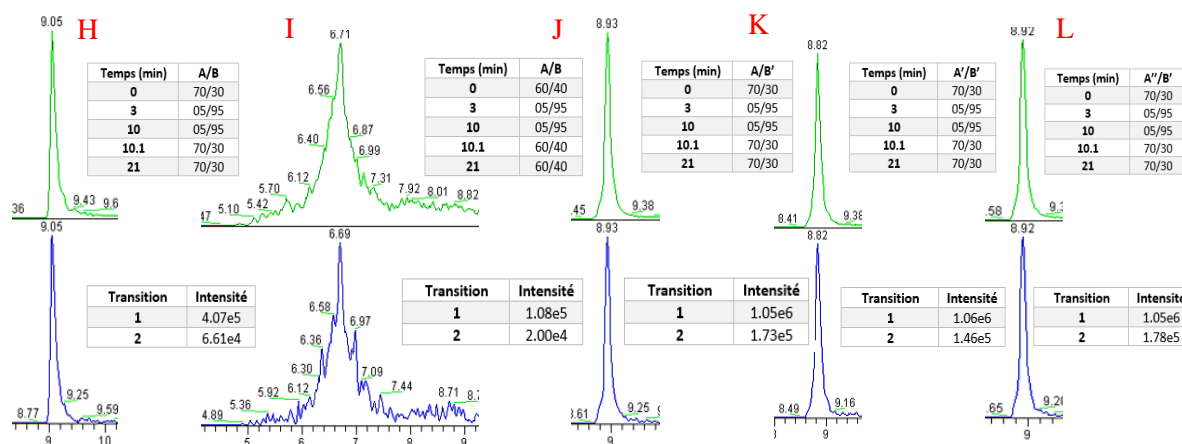 H
9.05
Temps (min) A/B
0 70/30
3 05/95
10 05/95
10.1 70/30
21 70/30
9.43 9.6
36
9.05
Transition Intensité
1 4.07e5
2 6.61e4
9.25
8.77 9.59
9 10
I
6.71
6.56
6.40
6.87
6.99
6.12
7.31
5.70
7.92 8.01 8.82
5.42
5.10
47
Temps (min) A/B
0 60/40
3 05/95
10 05/95
10.1 60/40
21 60/40
6.69
6.58
6.97
6.36
6.30
7.09
6.12
5.92
7.44
5.36
8.71
4.89
Transition Intensité
1 1.08e5
2 2.00e4
5 6 7 8 9
J
8.93
Temps (min) A/B'
0 70/30
3 05/95
10 05/95
10.1 70/30
21 70/30
.45 9.38
8.93
Transition Intensité
1 1.05e6
2 1.73e5
9.25
.61
9
K
8.82
Temps (min) A'/B'
0 70/30
3 05/95
10 05/95
10.1 70/30
21 70/30
8.41 9.38
8.82
Transition Intensité
1 1.06e6
2 1.46e5
9.16
8.49
8 9
L
8.92
Temps (min) A''/B'
0 70/30
3 05/95
10 05/95
10.1 70/30
21 70/30
.58
8.92
Transition Intensité
1 1.05e6
2 1.78e5
9.20
.65
9